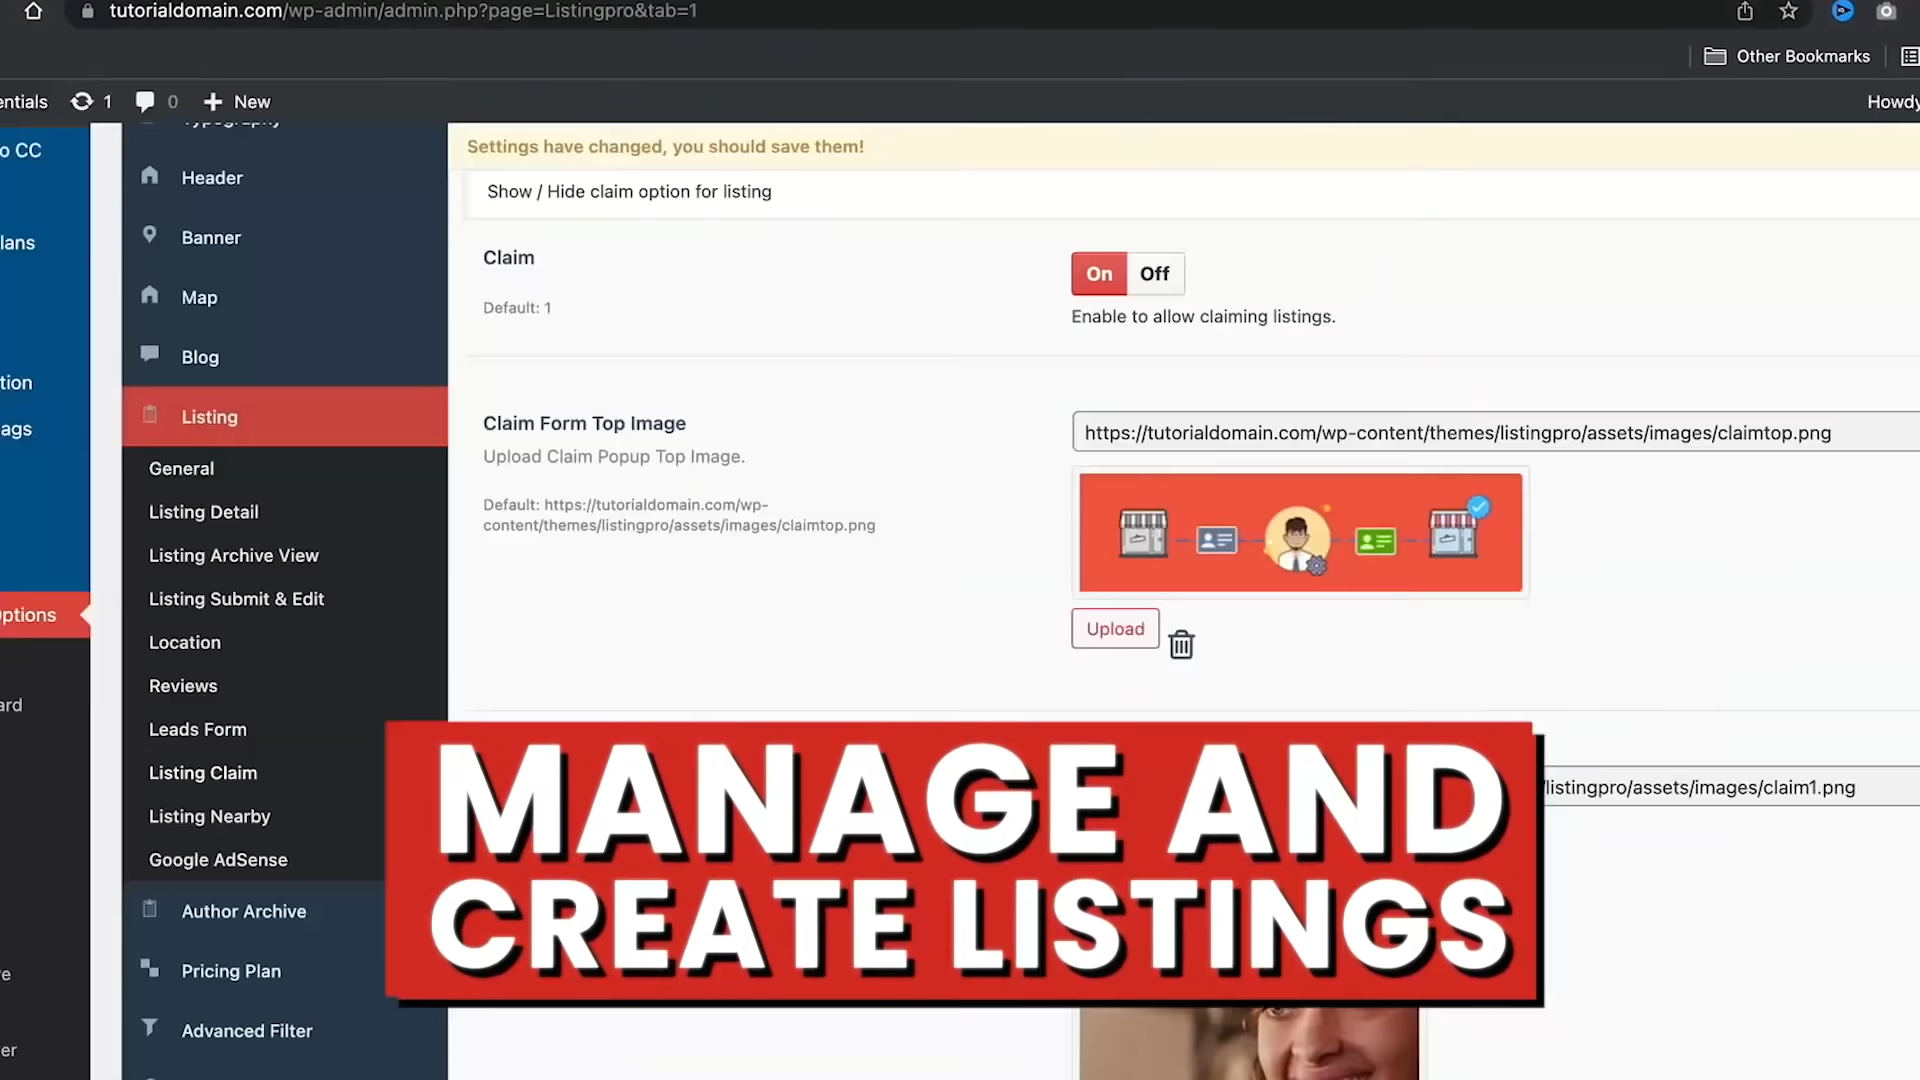 tutorialdomain.com/wp-admin/admin.php?page=Listingpro&tab=1
Other Bookmarks
entials 1 0 New
Howdy
o CC
lans
tion
ags
ptions
ard
er
Header
Banner
Map
Blog
Listing
General
Listing Detail
Listing Archive View
Listing Submit & Edit
Location
Reviews
Leads Form
Listing Claim
Listing Nearby
Google AdSense
Author Archive
Pricing Plan
Advanced Filter
Settings have changed, you should save them!
Show / Hide claim option for listing
Claim
Default: 1
On Off
Enable to allow claiming listings.
Claim Form Top Image
Upload Claim Popup Top Image.
Default: https://tutorialdomain.com/wp-
content/themes/listingpro/assets/images/claimtop.png
https://tutorialdomain.com/wp-content/themes/listingpro/assets/images/claimtop.png
Upload
/listingpro/assets/images/claim1.png
MANAGE AND
CREATE LISTINGS